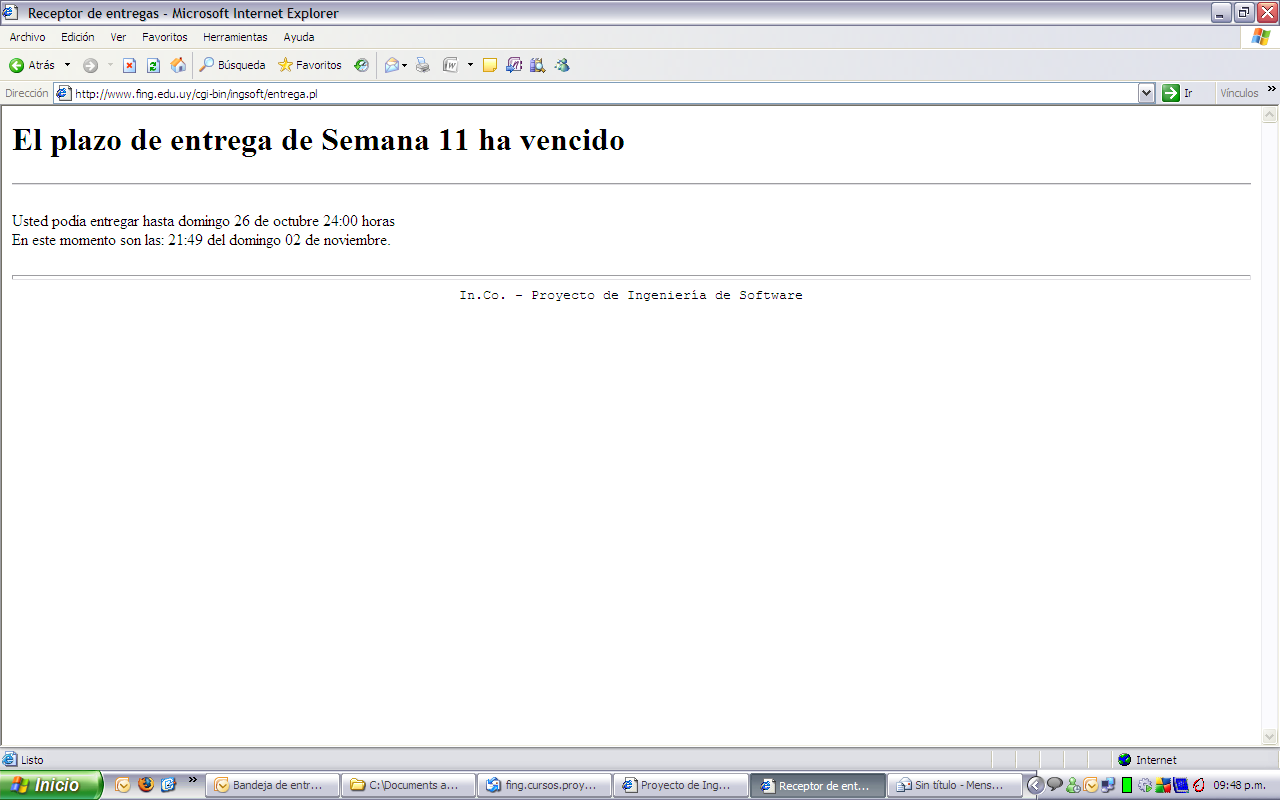 Receptor de entregas - Microsoft Internet Explorer
Archivo Edición Ver Favoritos Herramientas Ayuda
Atrás Búsqueda Favoritos
Dirección http://www.fing.edu.uy/cgi-bin/ingsoft/entrega.pl Ir Vínculos »
El plazo de entrega de Semana 11 ha vencido
Usted podía entregar hasta domingo 26 de octubre 24:00 horas
En este momento son las: 21:49 del domingo 02 de noviembre.
In.Co. - Proyecto de Ingeniería de Software
Listo Internet
Inicio » Bandeja de entr... C:\Documents a... fing.cursos.proy... Proyecto de Ing... Receptor de ent... Sin título - Mens... 09:48 p.m.